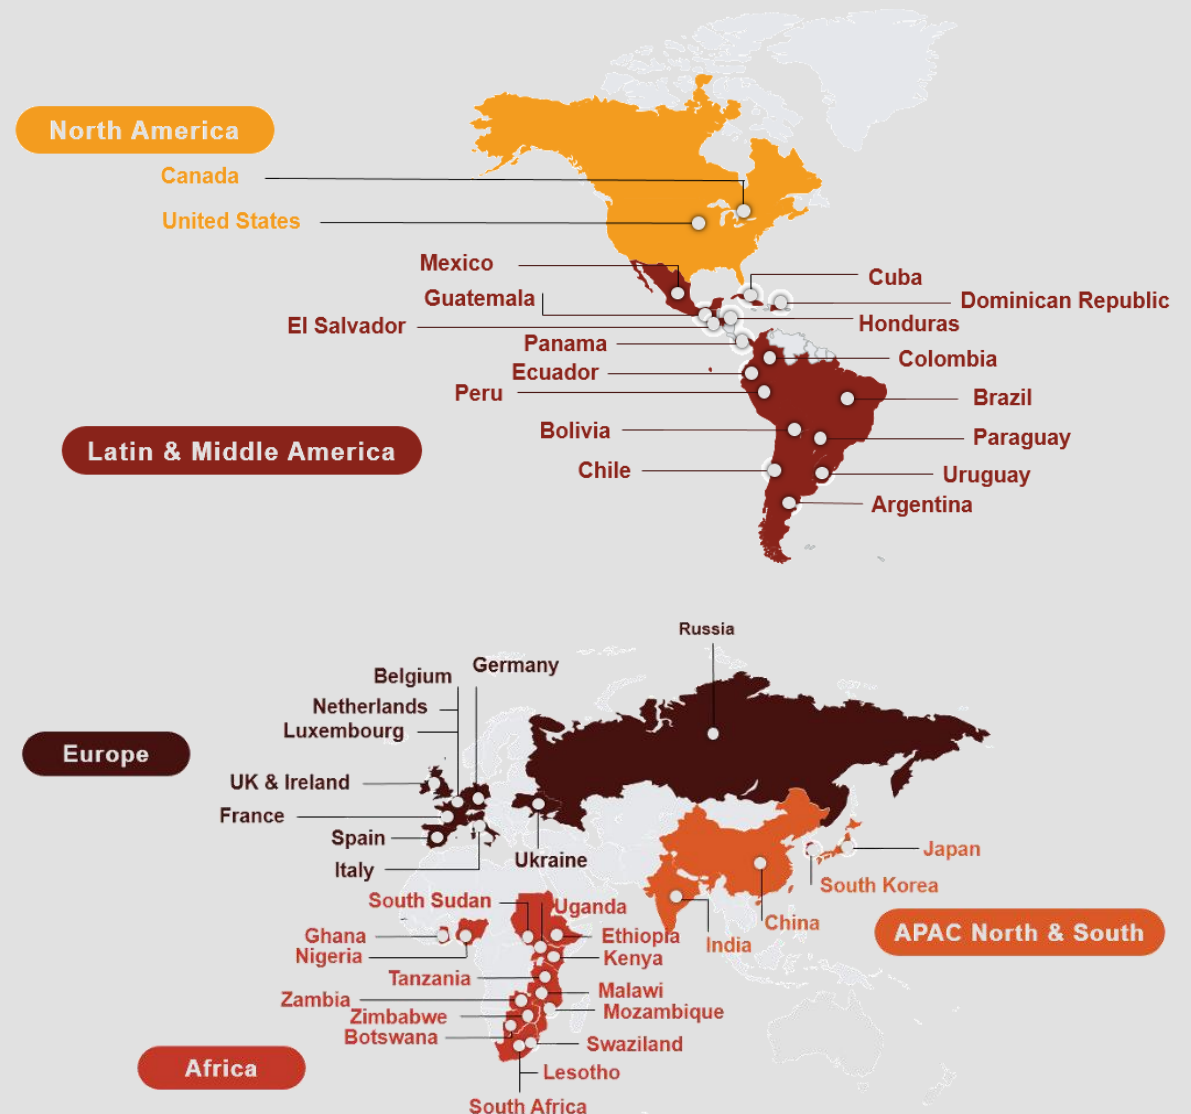 North America
Canada
United States
Mexico
Cuba
Guatemala
Dominican Republic
El Salvador
Honduras
Panama
Colombia
Ecuador
Peru
Brazil
Bolivia
Paraguay
Latin & Middle America
Chile
Uruguay
Argentina
Russia
Germany
Belgium
Netherlands
Luxembourg
Europe
UK & Ireland
France
Spain
Italy
Ukraine
Japan
South Korea
China
India
APAC North & South
South Sudan
Uganda
Ghana
Ethiopia
Nigeria
Kenya
Tanzania
Malawi
Zambia
Mozambique
Zimbabwe
Botswana
Swaziland
Africa
Lesotho
South Africa